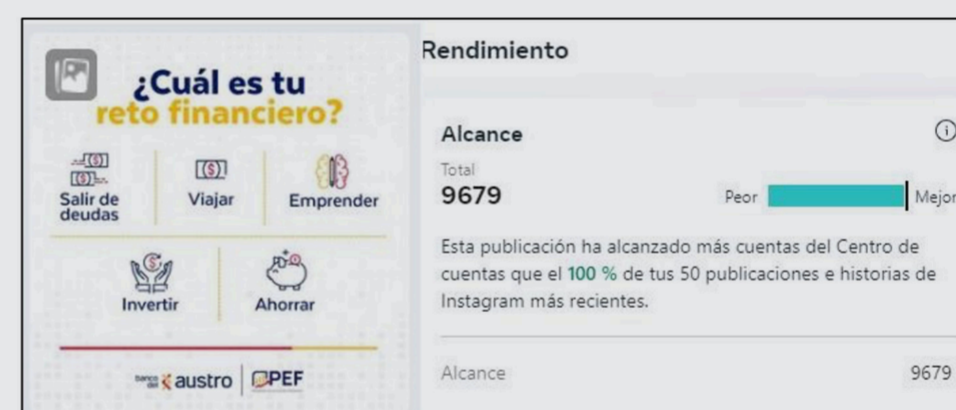 ¿Cuál es tu
reto financiero?
Salir de
deudas
Viajar
Emprender
Invertir
Ahorrar
banco del austro
PEF
Rendimiento
Alcance
Total
9679
Peor
Mejor
Esta publicación ha alcanzado más cuentas del Centro de
cuentas que el 100 % de tus 50 publicaciones e historias de
Instagram más recientes.
Alcance 9679